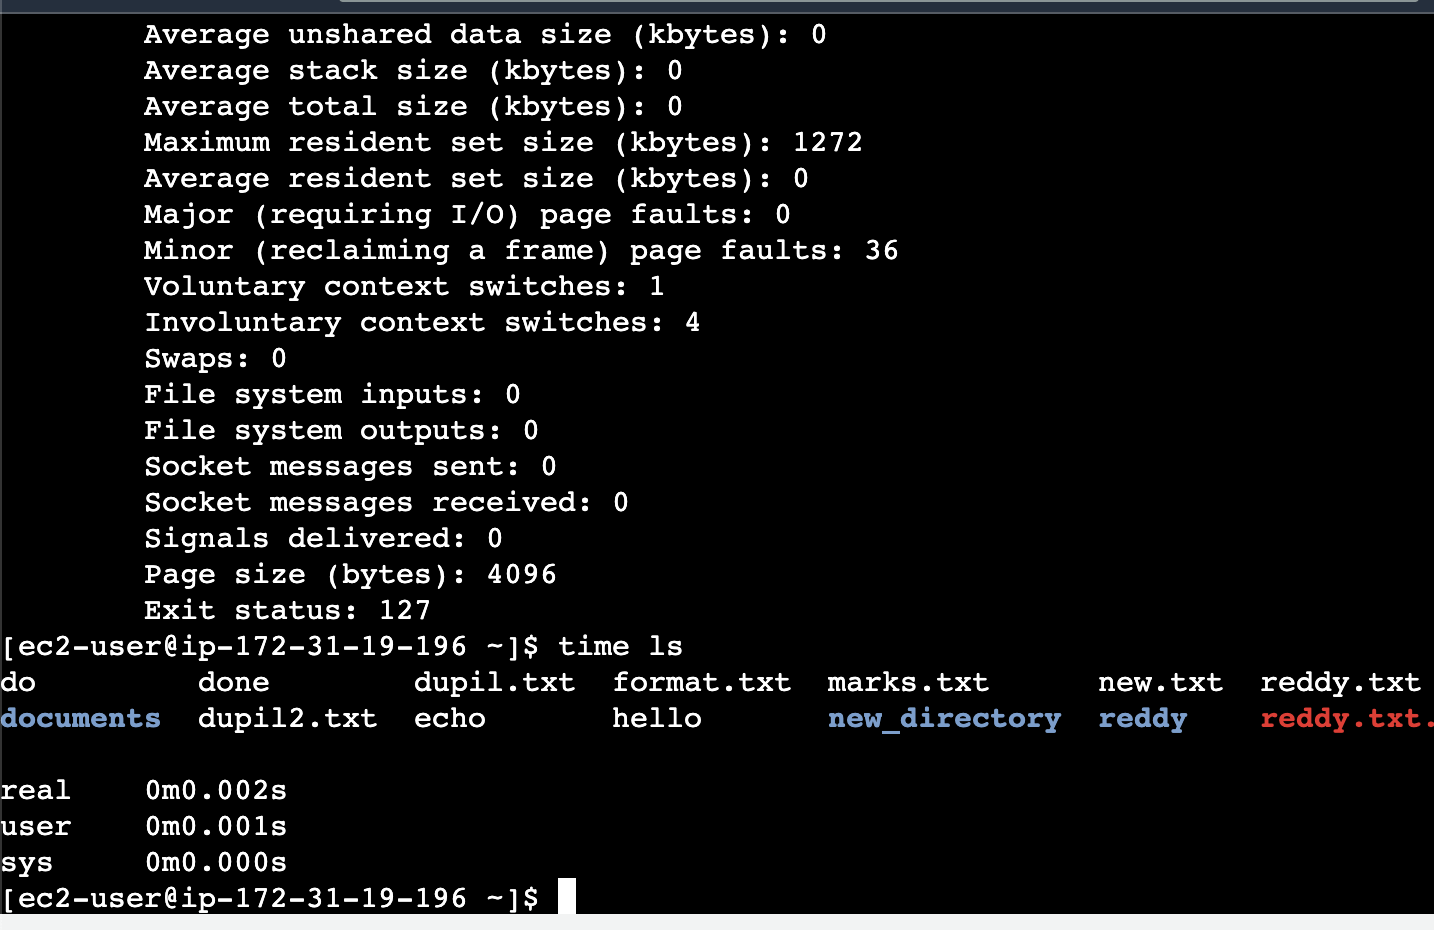 Average unshared data size (kbytes): 0
Average stack size (kbytes): 0
Average total size (kbytes): 0
Maximum resident set size (kbytes): 1272
Average resident set size (kbytes): 0
Major (requiring I/O) page faults: 0
Minor (reclaiming a frame) page faults: 36
Voluntary context switches: 1
Involuntary context switches: 4
Swaps: 0
File system inputs: 0
File system outputs: 0
Socket messages sent: 0
Socket messages received: 0
Signals delivered: 0
Page size (bytes): 4096
Exit status: 127
[ec2-user@ip-172-31-19-196 ~]$ time ls
do done dupil.txt format.txt marks.txt new.txt reddy.txt
documents dupil2.txt echo hello new_directory reddy reddy.txt.
real 0m0.002s
user 0m0.001s
sys 0m0.000s
[ec2-user@ip-172-31-19-196 ~]$